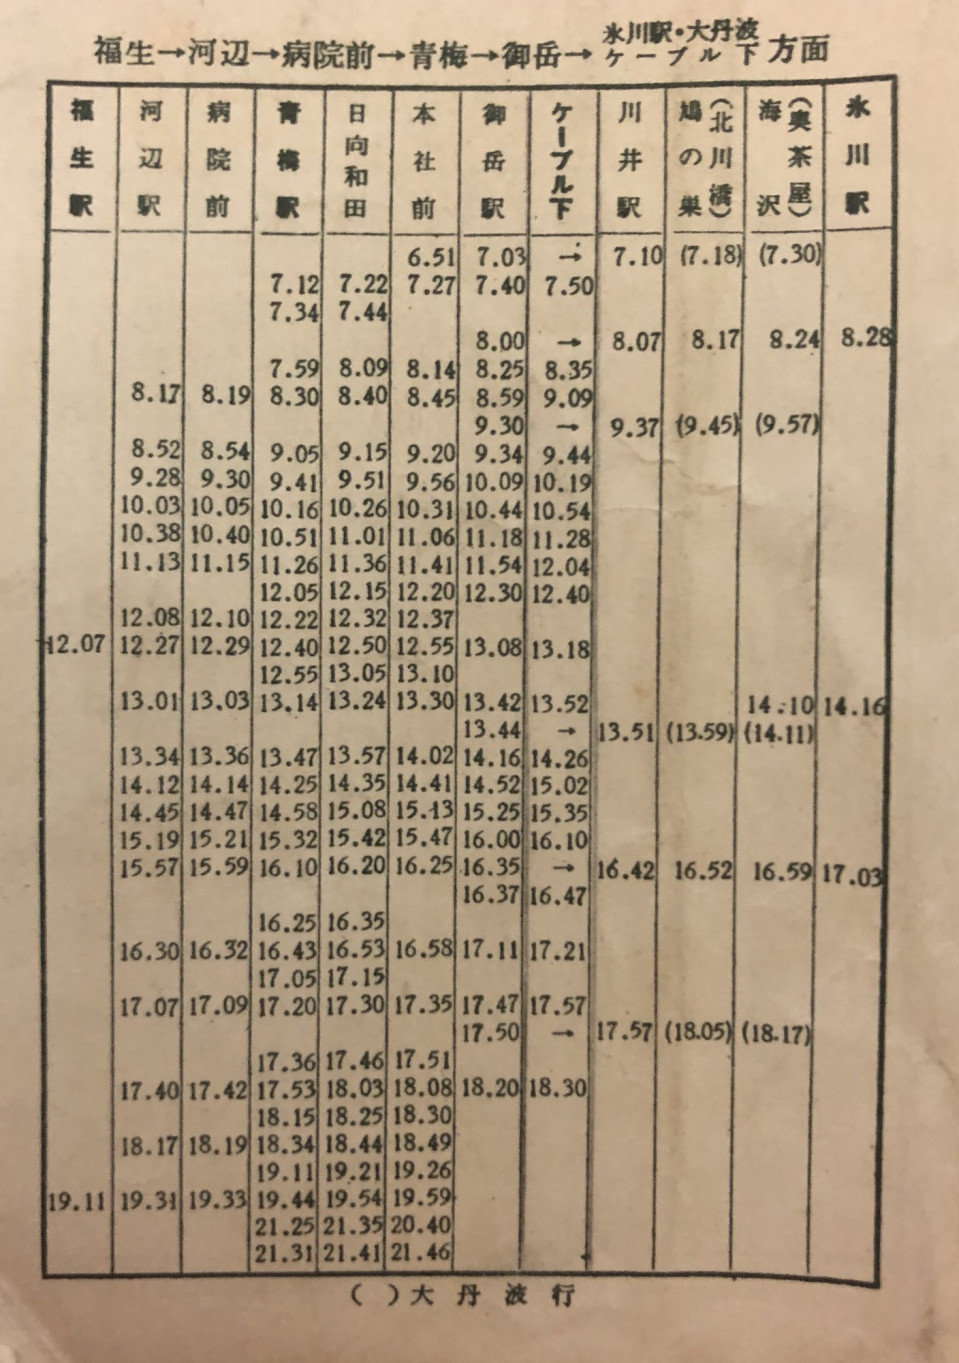 福生→河辺→病院前→青梅→御岳→氷川駅・大丹波 ケーブル下 方面
福生駅 河辺駅 病院前 青梅駅 日向和田 本社前 御岳駅 ケーブル下 川井駅 鳩の巣(北川橋) 海沢(奥茶屋) 氷川駅
6.51 7.03 → 7.10 (7.18) (7.30)
7.12 7.22 7.27 7.40 7.50
7.34 7.44
8.00 → 8.07 8.17 8.24 8.28
7.59 8.09 8.14 8.25 8.35
8.17 8.19 8.30 8.40 8.45 8.59 9.09
9.30 → 9.37 (9.45) (9.57)
8.52 8.54 9.05 9.15 9.20 9.34 9.44
9.28 9.30 9.41 9.51 9.56 10.09 10.19
10.03 10.05 10.16 10.26 10.31 10.44 10.54
10.38 10.40 10.51 11.01 11.06 11.18 11.28
11.13 11.15 11.26 11.36 11.41 11.54 12.04
12.05 12.15 12.20 12.30 12.40
12.08 12.10 12.22 12.32 12.37
12.07 12.27 12.29 12.40 12.50 12.55 13.08 13.18
12.55 13.05 13.10
13.01 13.03 13.14 13.24 13.30 13.42 13.52 14.10 14.16
13.44 → 13.51 (13.59) (14.11)
13.34 13.36 13.47 13.57 14.02 14.16 14.26
14.12 14.14 14.25 14.35 14.41 14.52 15.02
14.45 14.47 14.58 15.08 15.13 15.25 15.35
15.19 15.21 15.32 15.42 15.47 16.00 16.10
15.57 15.59 16.10 16.20 16.25 16.35 → 16.42 16.52 16.59 17.03
16.37 16.47
16.25 16.35
16.30 16.32 16.43 16.53 16.58 17.11 17.21
17.05 17.15
17.07 17.09 17.20 17.30 17.35 17.47 17.57
17.50 → 17.57 (18.05) (18.17)
17.36 17.46 17.51
17.40 17.42 17.53 18.03 18.08 18.20 18.30
18.15 18.25 18.30
18.17 18.19 18.34 18.44 18.49
19.11 19.21 19.26
19.11 19.31 19.33 19.44 19.54 19.59
21.25 21.35 20.40
21.31 21.41 21.46
( )大丹波行